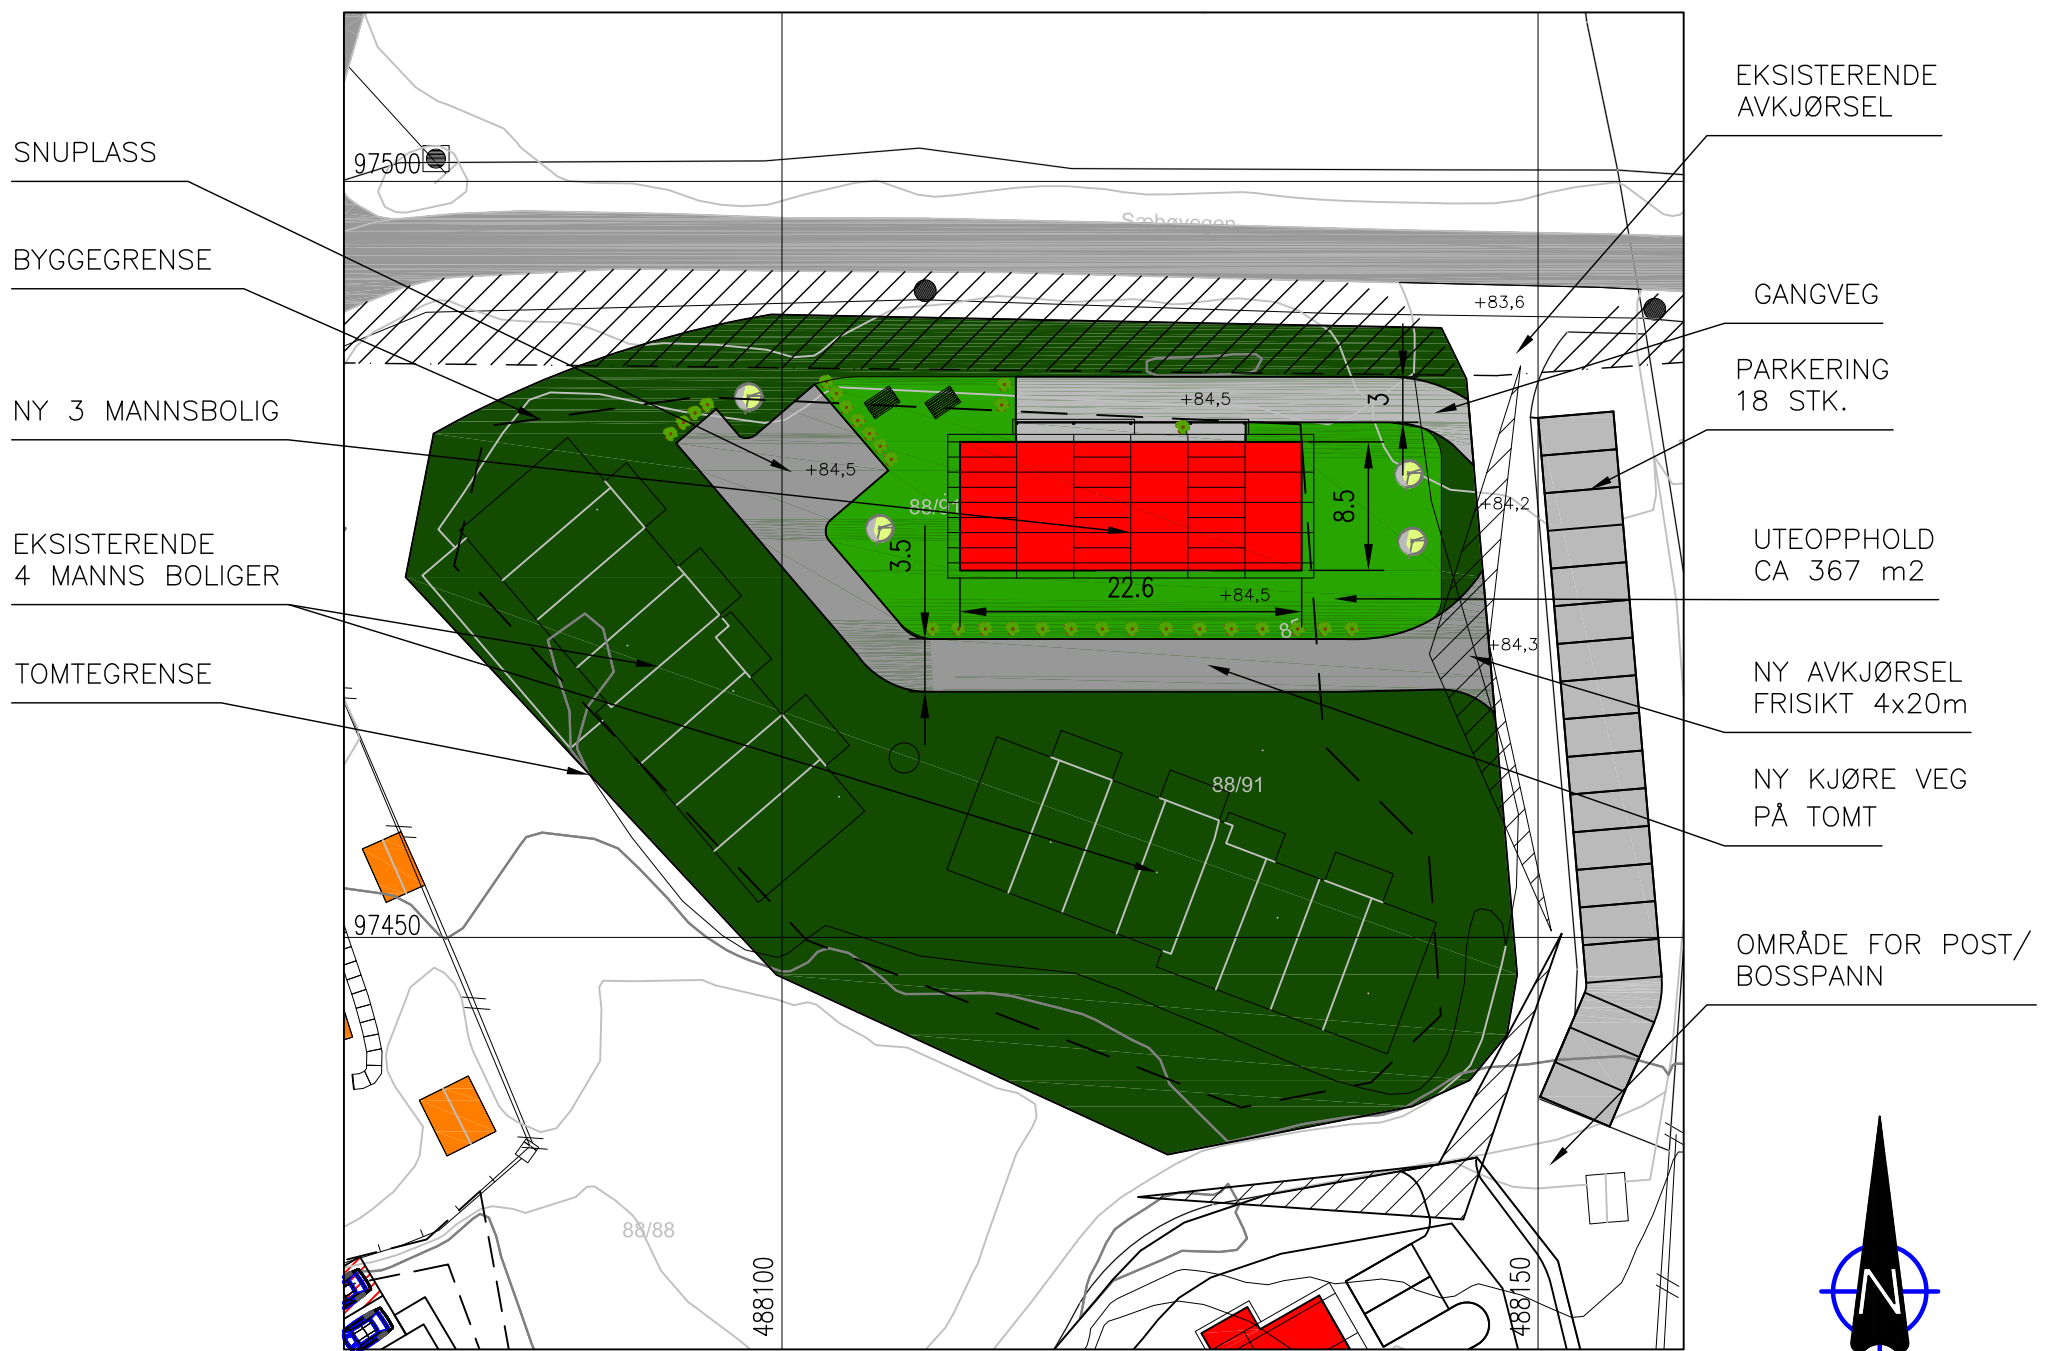 SNUPLASS
BYGGEGRENSE
NY 3 MANNSBOLIG
EKSISTERENDE
4 MANNS BOLIGER
TOMTEGRENSE
97500
Sæbøvegen
+83,6
+84,5
3
+84,5
88/91
8.5
+84,2
3.5
22.6
+84,5
+84,3
88/91
97450
88/88
488100
488150
EKSISTERENDE
AVKJØRSEL
GANGVEG
PARKERING
18 STK.
UTEOPPHOLD
CA 367 m2
NY AVKJØRSEL
FRISIKT 4x20m
NY KJØRE VEG
PÅ TOMT
OMRÅDE FOR POST/
BOSSPANN
N